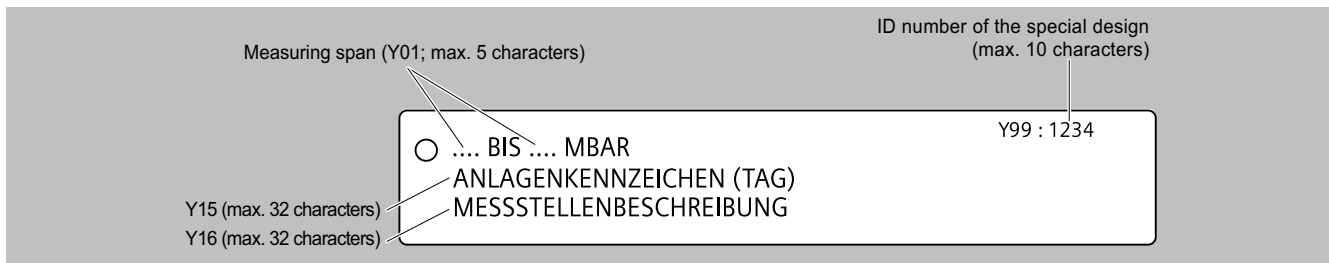 ID number of the special design
(max. 10 characters)
Measuring span (Y01; max. 5 characters)
Y99 : 1234
.... BIS .... MBAR
ANLAGENKENNZEICHEN (TAG)
Y15 (max. 32 characters)
MESSSTELLENBESCHREIBUNG
Y16 (max. 32 characters)